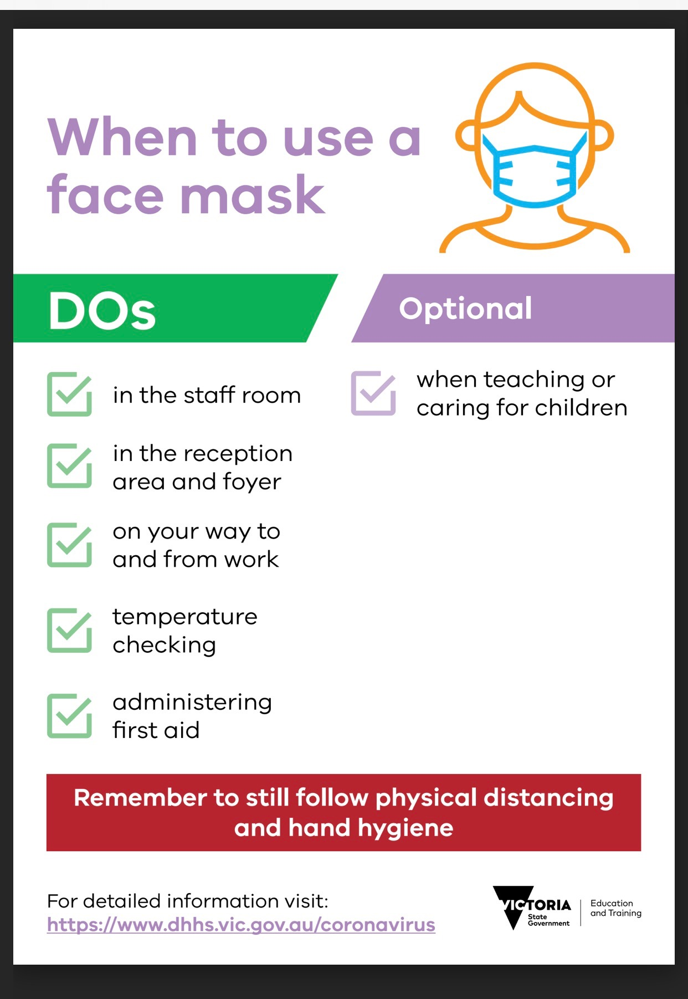 When to use a
face mask
DOs
in the staff room
in the reception
area and foyer
on your way to
and from work
temperature
checking
administering
first aid
Optional
when teaching or
caring for children
Remember to still follow physical distancing
and hand hygiene
For detailed information visit:
https://www.dhhs.vic.gov.au/coronavirus
VICTORIA
State
Government
Education
and Training